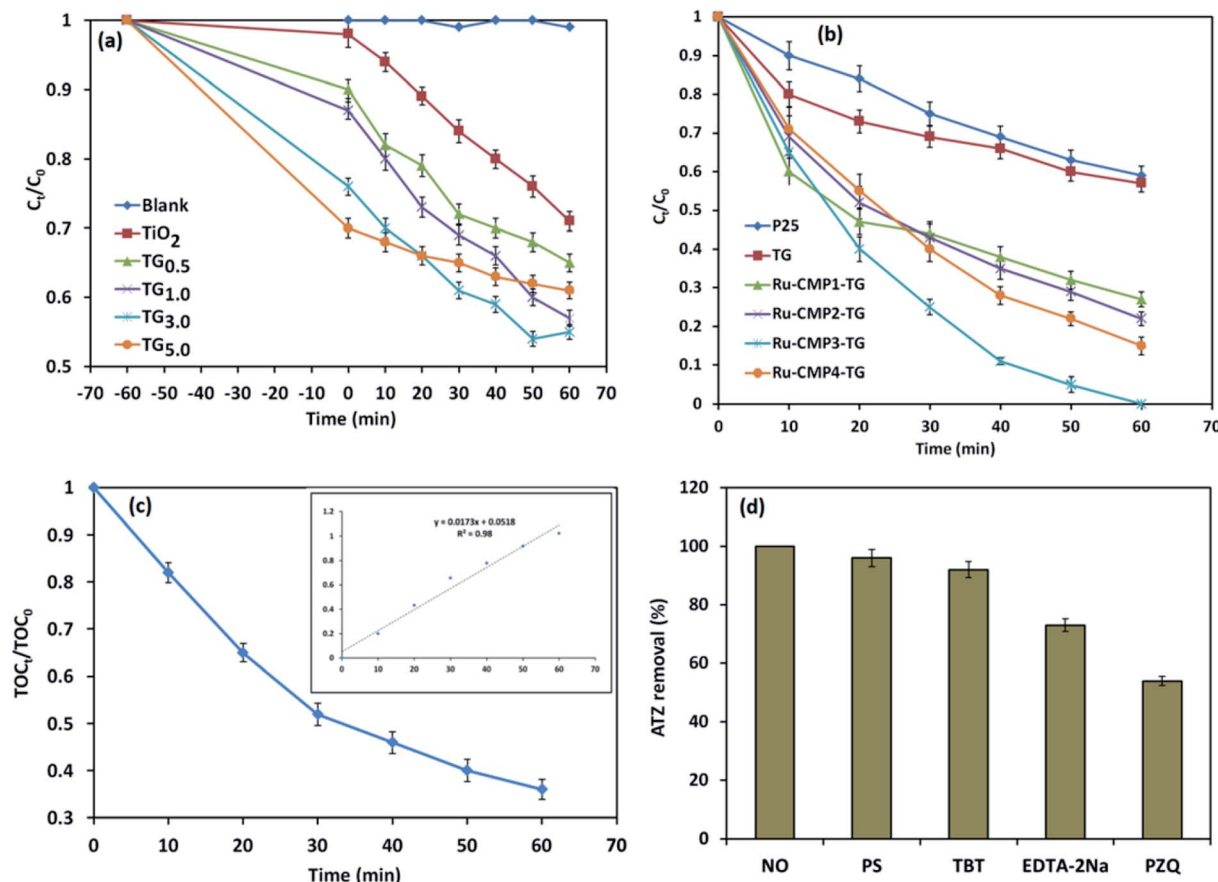 (a)
1
0.9
0.8
0.7
0.6
0.5
Cₜ/C₀
Blank
TiO₂
TG₀.₅
TG₁.₀
TG₃.₀
TG₅.₀
-70 -60 -50 -40 -30 -20 -10 0 10 20 30 40 50 60 70
Time (min)
(b)
1
0.9
0.8
0.7
0.6
0.5
0.4
0.3
0.2
0.1
0
Cₜ/C₀
P25
TG
Ru-CMP1-TG
Ru-CMP2-TG
Ru-CMP3-TG
Ru-CMP4-TG
0 10 20 30 40 50 60 70
Time (min)
(c)
1
0.9
0.8
0.7
0.6
0.5
0.4
0.3
TOCₜ/TOC₀
1.2
1
0.8
0.6
0.4
0.2
0
y = 0.0173x + 0.0518
R² = 0.98
0 10 20 30 40 50 60 70
0 10 20 30 40 50 60 70
Time (min)
(d)
120
100
80
60
40
20
0
ATZ removal (%)
NO PS TBT EDTA-2Na PZQ